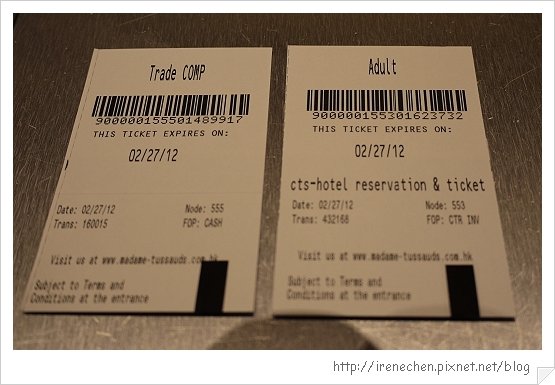 Trade COMP
900000155501489917
THIS TICKET EXPIRES ON:
02/27/12
Date: 02/27/12 Node: 555
Trans: 160015 FOP: CASH
Visit us at www.madame-tussauds.com.hk
Subject to Terms and
Conditions at the entrance
Adult
900000155301623732
THIS TICKET EXPIRES ON:
02/27/12
cts-hotel reservation & ticket
Date: 02/27/12 Node: 553
Trans: 432168 FOP: CTR INV
Visit us at www.madame-tussauds.com.hk
Subject to Terms and
Conditions at the entrance
http://irenechen.pixnet.net/blog